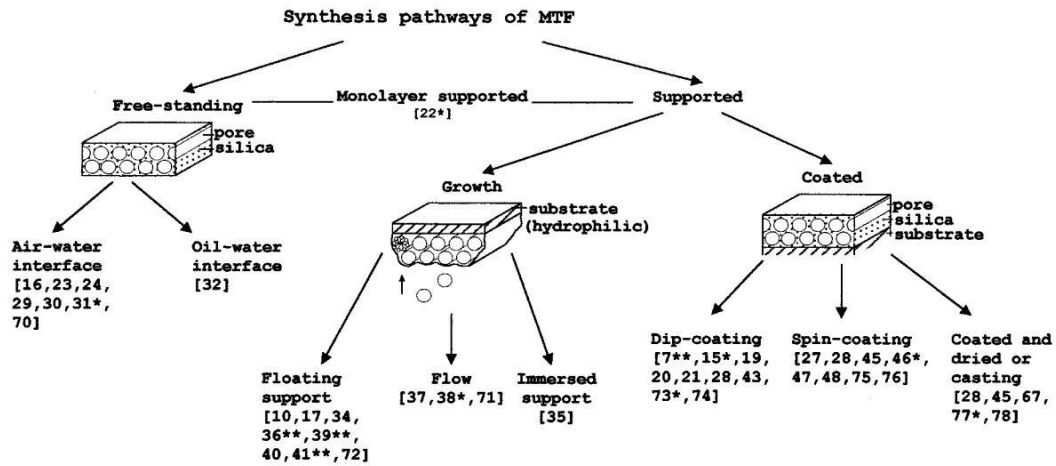 Synthesis pathways of MTF
Free-standing
Monolayer supported
[22*]
Supported
pore
silica
Growth
substrate
(hydrophilic)
Coated
pore
silica
substrate
Air-water
interface
[16,23,24,
29,30,31*,
70]
Oil-water
interface
[32]
Floating
support
[10,17,34,
36**,39**,
40,41**,72]
Flow
[37,38*,71]
Immersed
support
[35]
Dip-coating
[7**,15*,19,
20,21,28,43,
73*,74]
Spin-coating
[27,28,45,46*,
47,48,75,76]
Coated and
dried or
casting
[28,45,67,
77*,78]